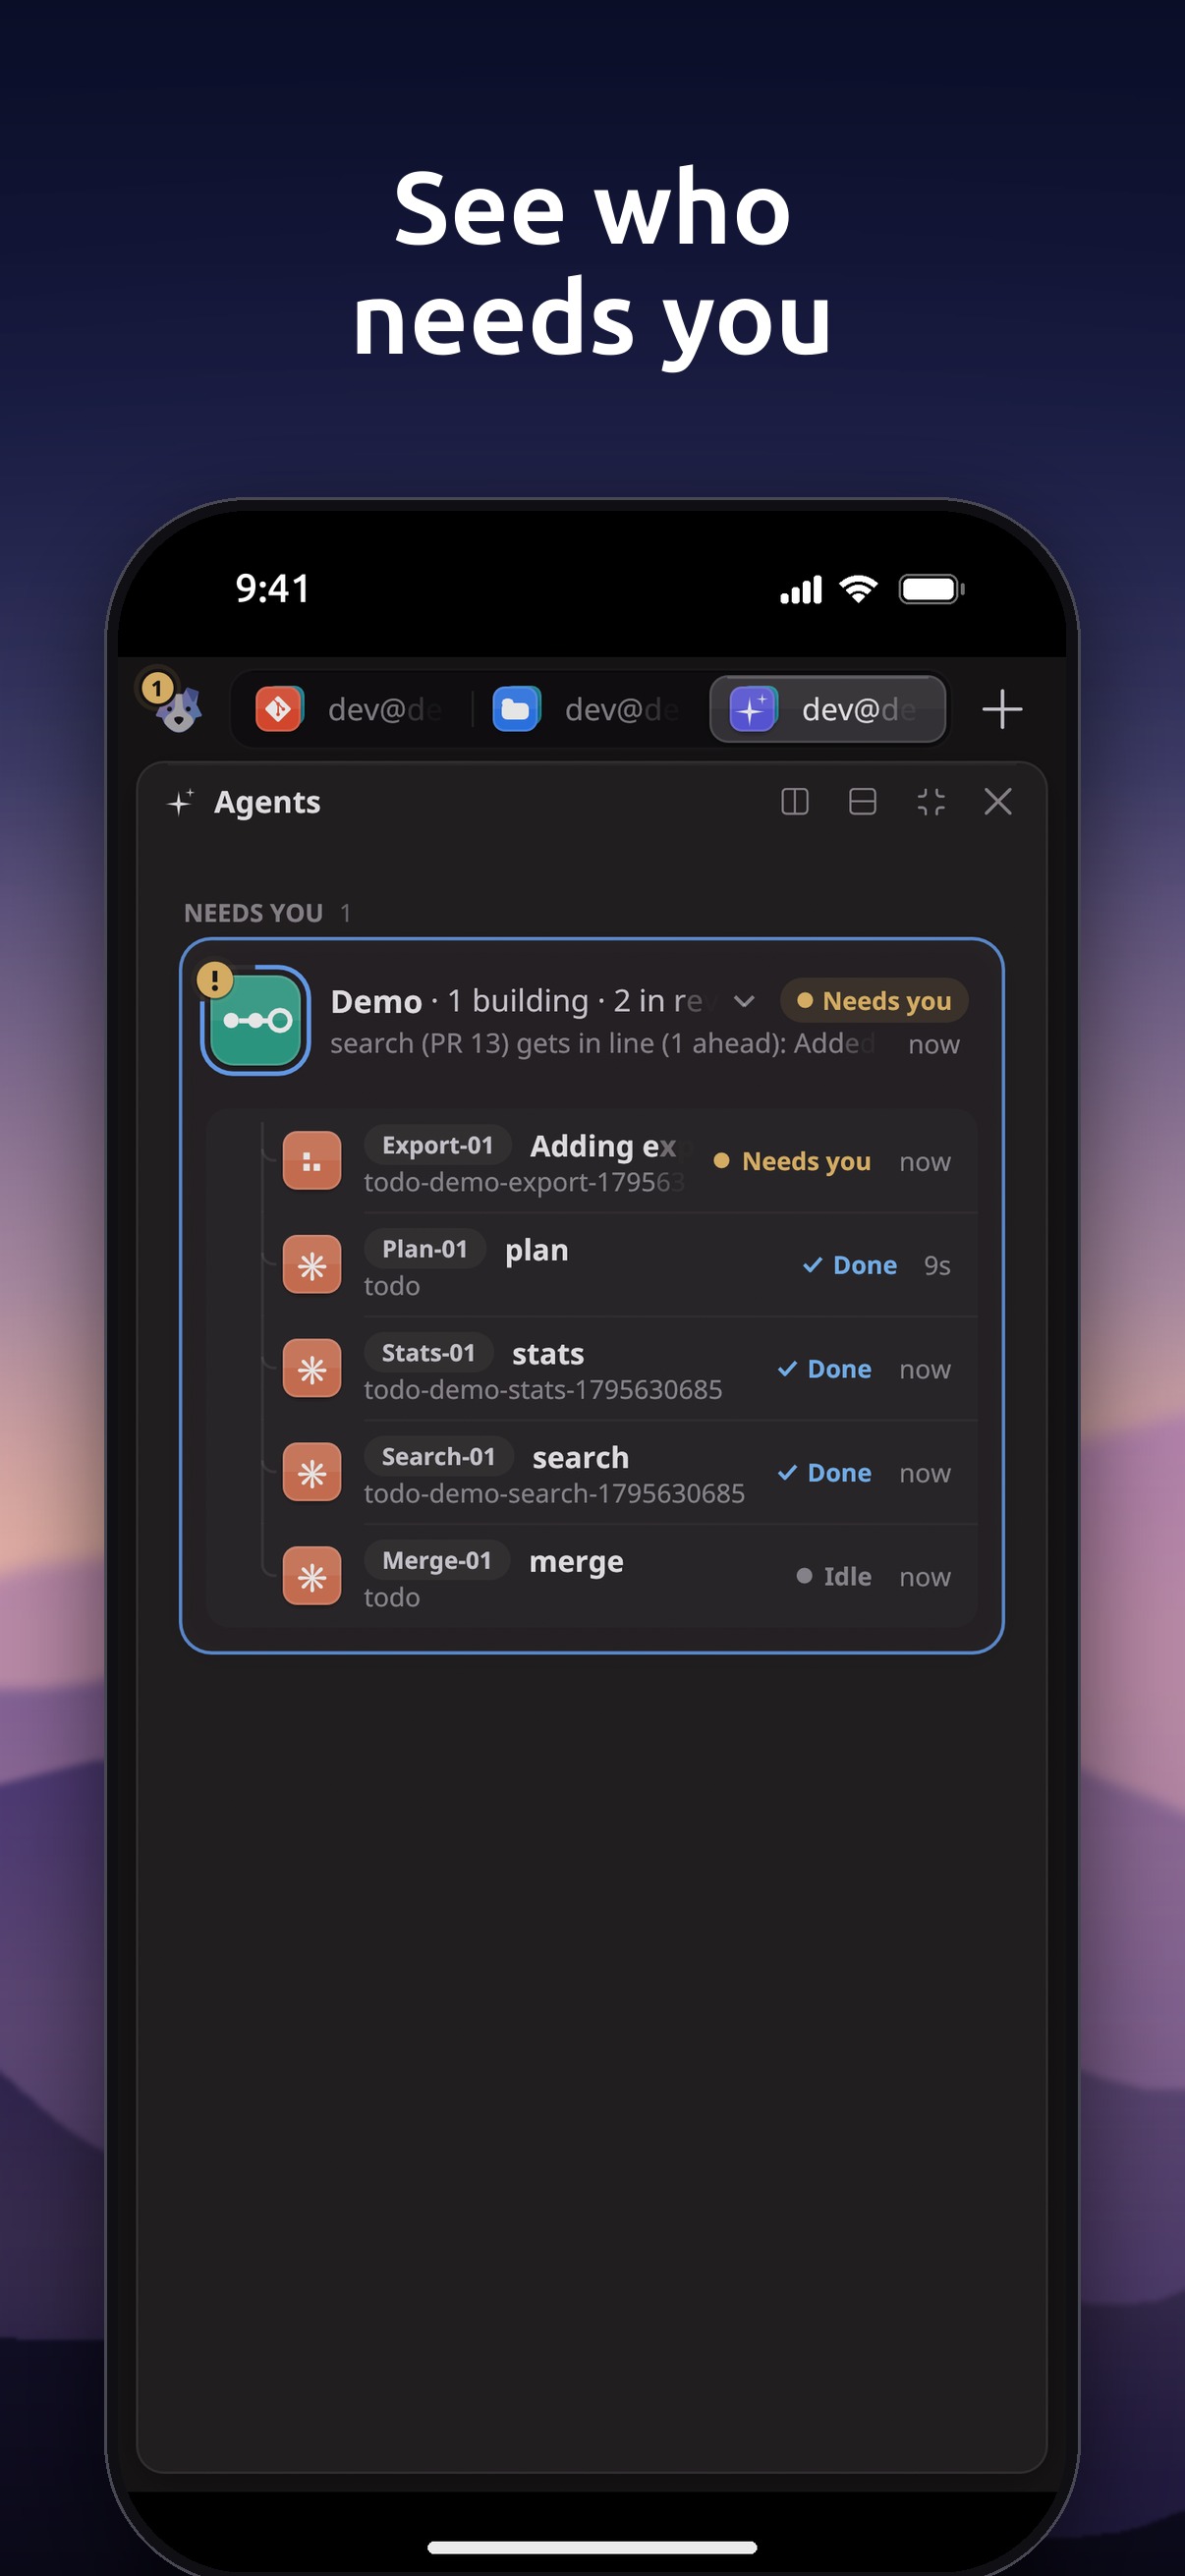 See who
needs you
9:41
1
dev@de dev@de dev@de
Agents
NEEDS YOU 1
!
Demo · 1 building · 2 in rev Needs you
search (PR 13) gets in line (1 ahead): Added now
Export-01 Adding ex Needs you now
todo-demo-export-179563
Plan-01 plan Done 9s
todo
Stats-01 stats Done now
todo-demo-stats-1795630685
Search-01 search Done now
todo-demo-search-1795630685
Merge-01 merge Idle now
todo